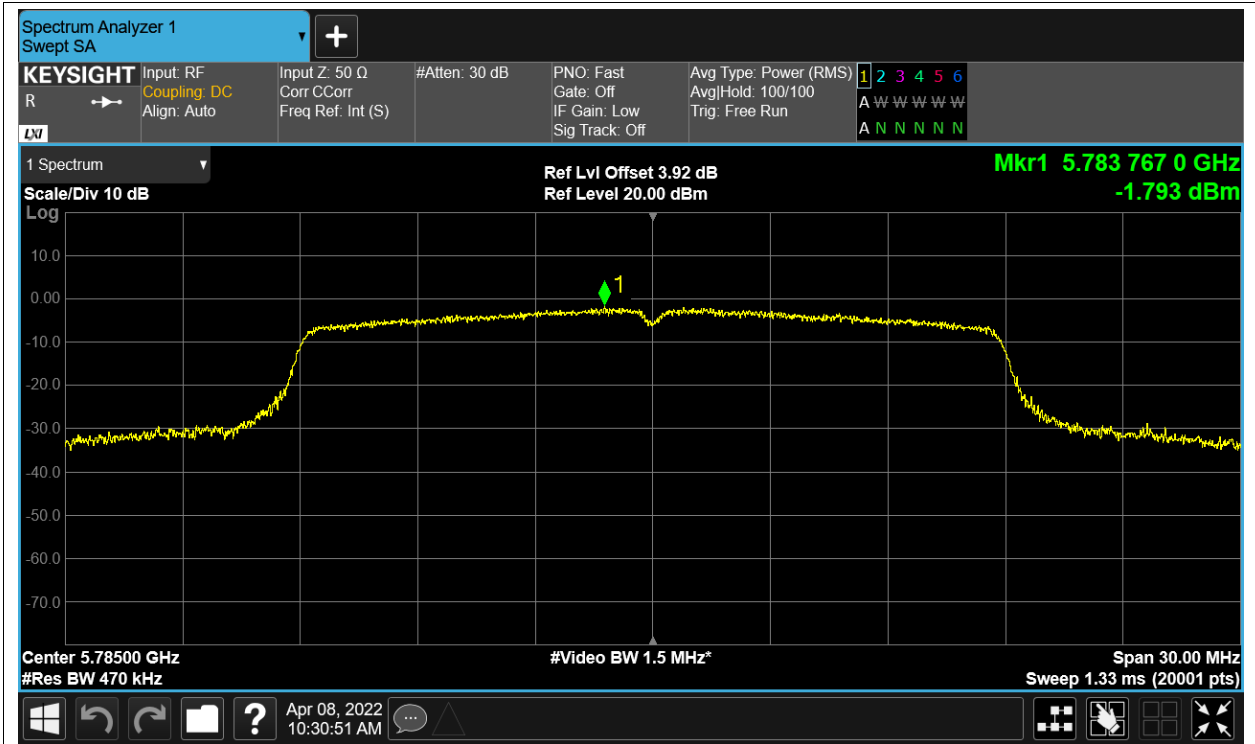 Spectrum Analyzer 1
Swept SA
KEYSIGHT
R
LXI
Input: RF
Coupling: DC
Align: Auto
Input Z: 50 Ω
Corr CCorr
Freq Ref: Int (S)
#Atten: 30 dB
PNO: Fast
Gate: Off
IF Gain: Low
Sig Track: Off
Avg Type: Power (RMS)
Avg|Hold: 100/100
Trig: Free Run
1 2 3 4 5 6
A W W W W W
A N N N N N
1 Spectrum
Scale/Div 10 dB
Log
Ref Lvl Offset 3.92 dB
Ref Level 20.00 dBm
Mkr1 5.783 767 0 GHz
-1.793 dBm
1
10.0
0.00
-10.0
-20.0
-30.0
-40.0
-50.0
-60.0
-70.0
Center 5.78500 GHz
#Video BW 1.5 MHz*
Span 30.00 MHz
#Res BW 470 kHz
Sweep 1.33 ms (20001 pts)
?
Apr 08, 2022
10:30:51 AM